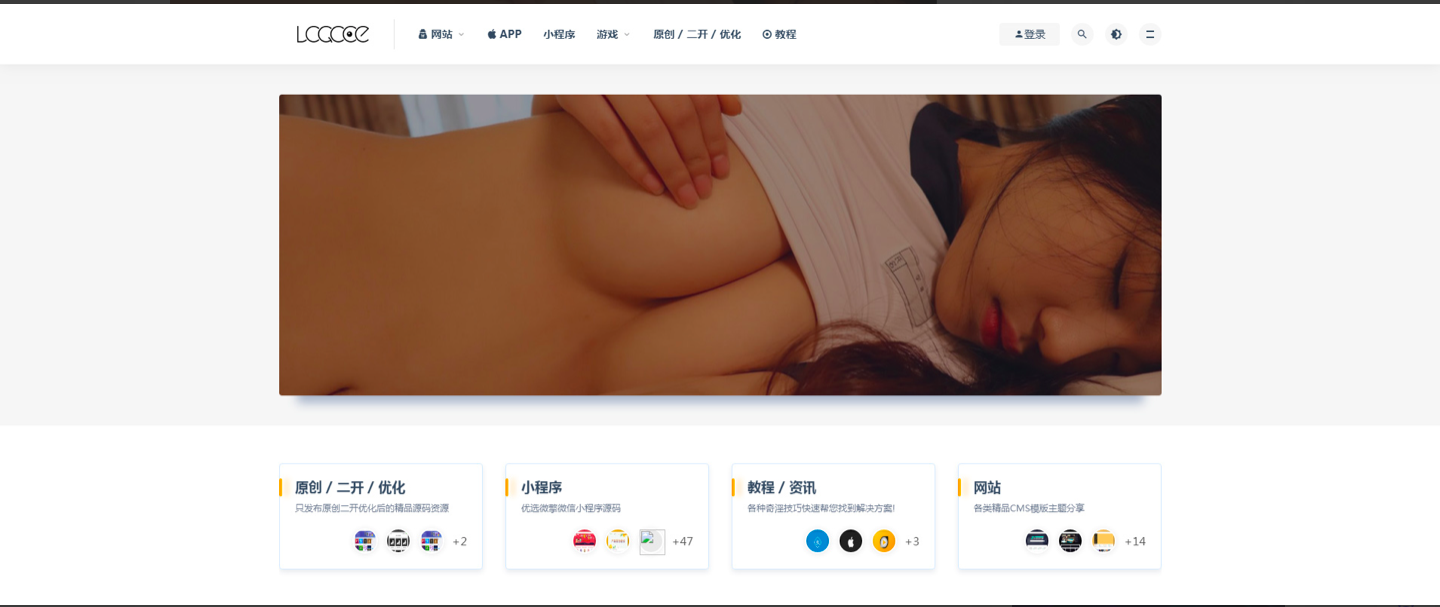 LOQCOE
网站
APP
小程序
游戏
原创 / 二开 / 优化
教程
登录
原创 / 二开 / 优化
只发布原创二开优化后的精品源码资源
+2
小程序
优选微擎微信小程序源码
+47
教程 / 资讯
各种奇淫技巧快速帮您找到解决方案!
+3
网站
各类精品CMS模版主题分享
+14